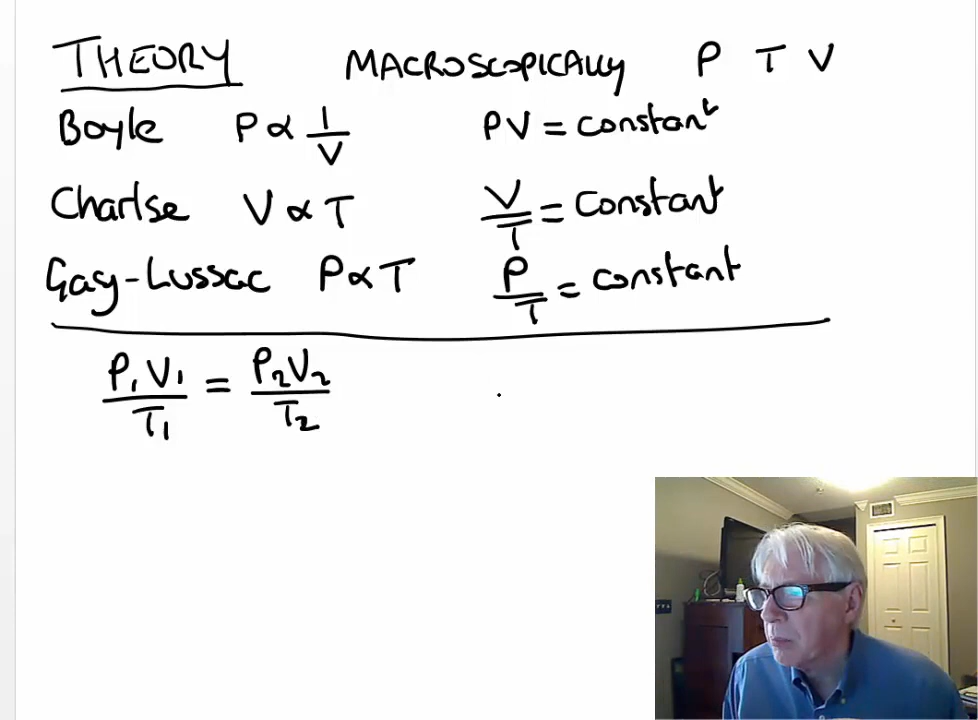 THEORY MACROSCOPICALLY P T V
Boyle P ∝ 1/V PV = constant
Charlse V ∝ T V/T = constant
Gay-Lussac P ∝ T P/T = constant
P₁V₁/T₁ = P₂V₂/T₂